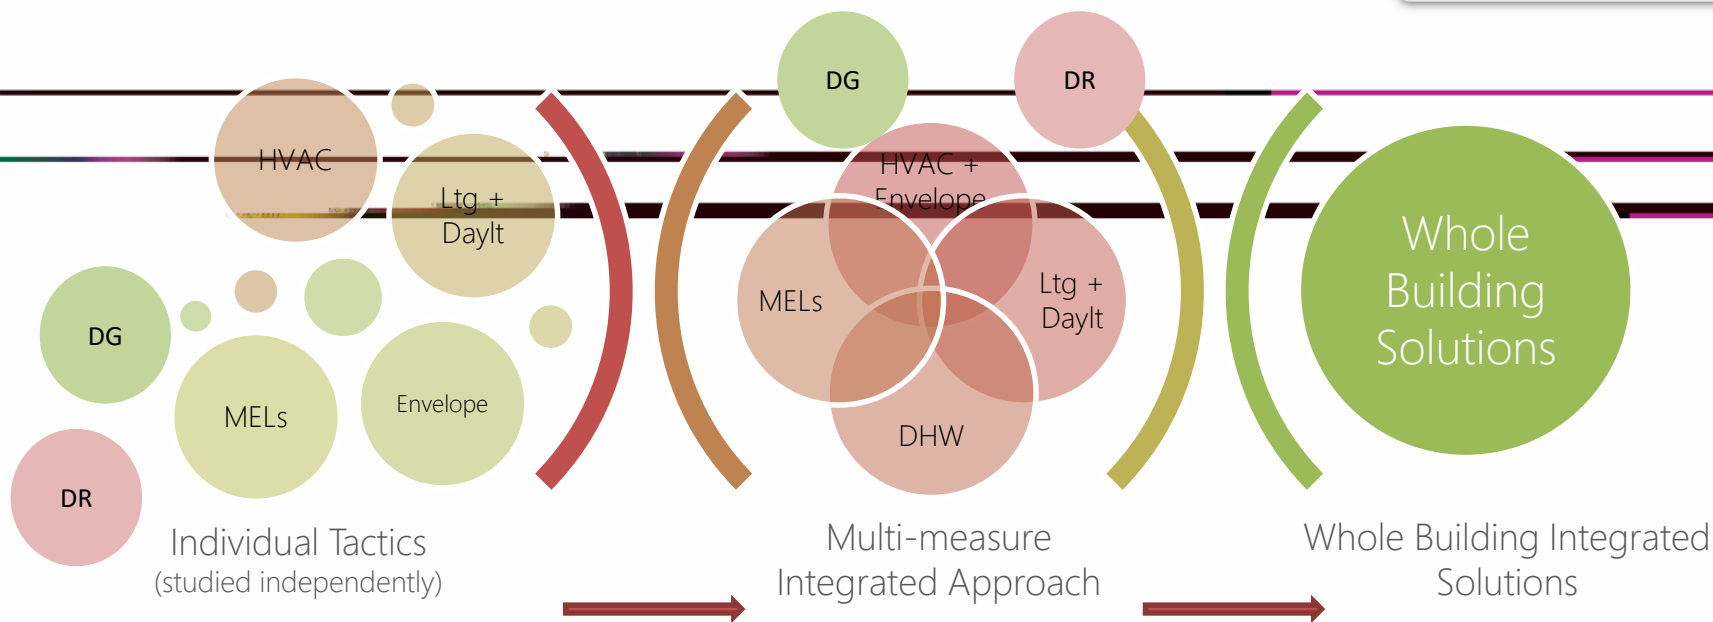 HVAC
Ltg +
Daylt
DG
MELs
Envelope
DR
Individual Tactics
(studied independently)
DG
DR
HVAC +
Envelope
MELs
Ltg +
Daylt
DHW
Multi-measure
Integrated Approach
Whole
Building
Solutions
Whole Building Integrated
Solutions